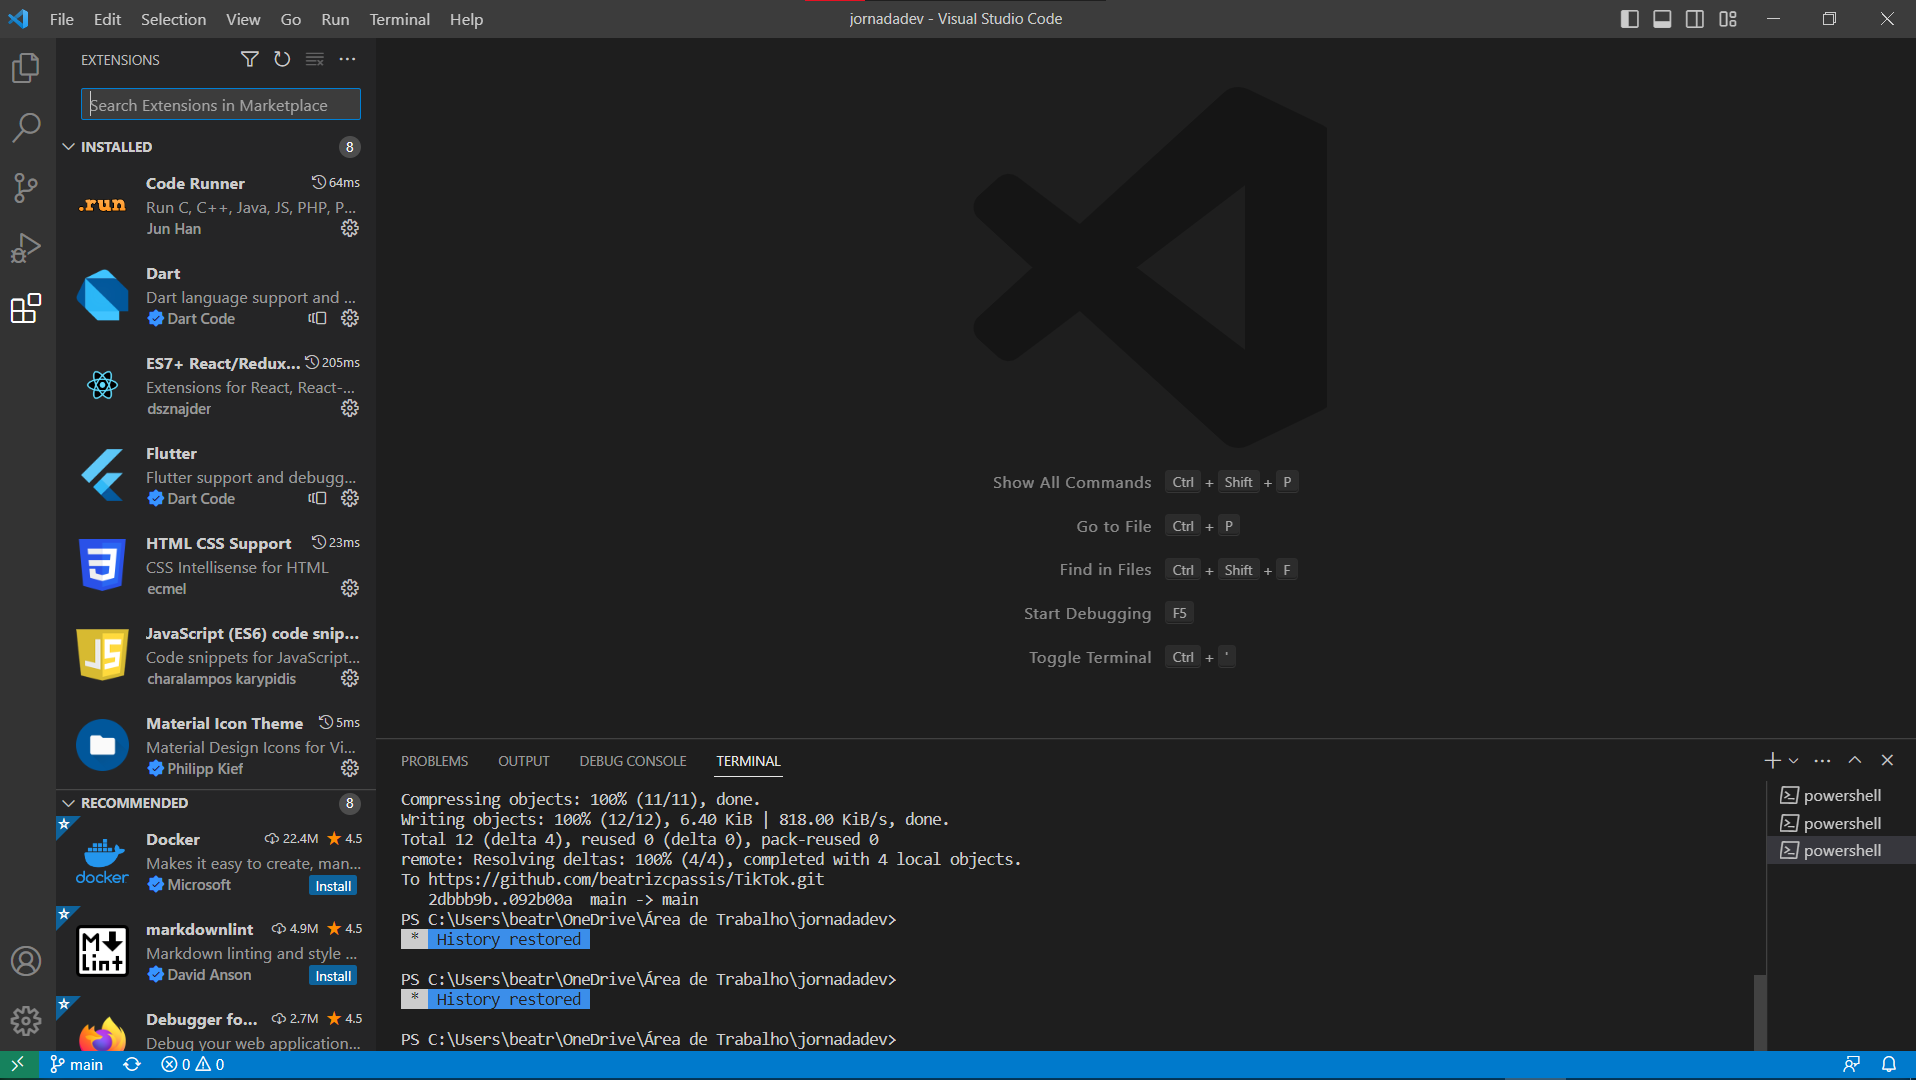 File Edit Selection View Go Run Terminal Help
jornadadev - Visual Studio Code
EXTENSIONS
Search Extensions in Marketplace
INSTALLED 8
Code Runner 64ms
Run C, C++, Java, JS, PHP, P...
Jun Han
Dart
Dart language support and ...
Dart Code
ES7+ React/Redux... 205ms
Extensions for React, React-...
dsznajder
Flutter
Flutter support and debugg...
Dart Code
HTML CSS Support 23ms
CSS Intellisense for HTML
ecmel
JavaScript (ES6) code snip...
Code snippets for JavaScript...
charalampos karypidis
Material Icon Theme 5ms
Material Design Icons for Vi...
Philipp Kief
RECOMMENDED 8
Docker 22.4M 4.5
Makes it easy to create, man...
Microsoft Install
markdownlint 4.9M 4.5
Markdown linting and style ...
David Anson Install
Debugger fo... 2.7M 4.5
Debug your web application...
.run
JS
docker
M Lint
Show All Commands Ctrl + Shift + P
Go to File Ctrl + P
Find in Files Ctrl + Shift + F
Start Debugging F5
Toggle Terminal Ctrl + '
PROBLEMS OUTPUT DEBUG CONSOLE TERMINAL
Compressing objects: 100% (11/11), done.
Writing objects: 100% (12/12), 6.40 KiB | 818.00 KiB/s, done.
Total 12 (delta 4), reused 0 (delta 0), pack-reused 0
remote: Resolving deltas: 100% (4/4), completed with 4 local objects.
To https://github.com/beatrizcpassis/TikTok.git
2dbbb9b..092b00a main -> main
PS C:\Users\beatr\OneDrive\Área de Trabalho\jornadadev>
* History restored
PS C:\Users\beatr\OneDrive\Área de Trabalho\jornadadev>
* History restored
PS C:\Users\beatr\OneDrive\Área de Trabalho\jornadadev>
powershell
powershell
powershell
main 0 0